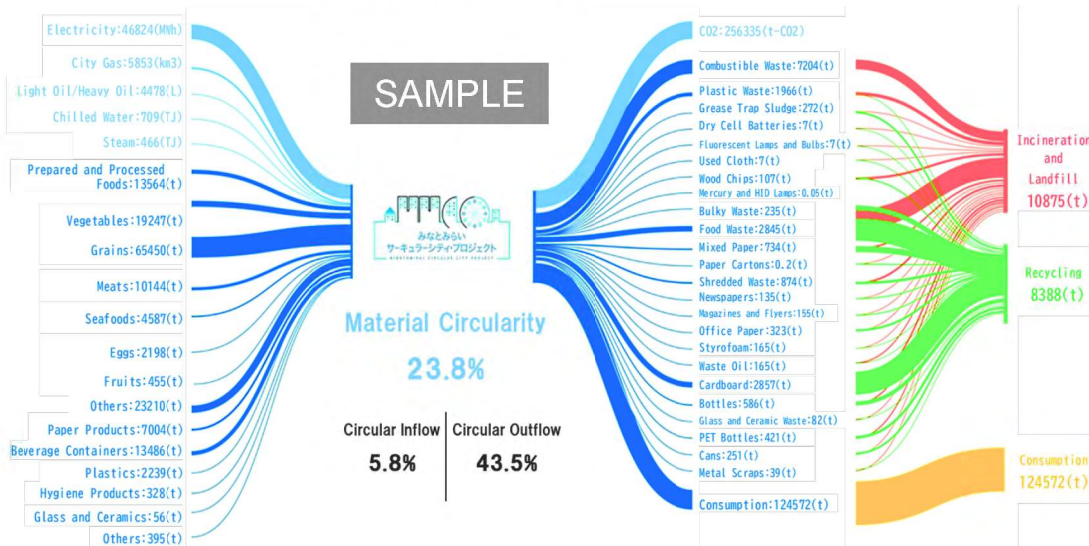 Electricity:46824(MWh)
City Gas:5853(km3)
Light Oil/Heavy Oil:4478(L)
Chilled Water:709(TJ)
Steam:466(TJ)
Prepared and Processed
Foods:13564(t)
Vegetables:19247(t)
Grains:65450(t)
Meats:10144(t)
Seafoods:4587(t)
Eggs:2198(t)
Fruits:455(t)
Others:23210(t)
Paper Products:7004(t)
Beverage Containers:13486(t)
Plastics:2239(t)
Hygiene Products:328(t)
Glass and Ceramics:56(t)
Others:395(t)
SAMPLE
みなとみらい
サーキュラーシティ・プロジェクト
MINATOMIRAI CIRCULAR CITY PROJECT
Material Circularity
23.8%
Circular Inflow
5.8%
Circular Outflow
43.5%
CO2:256335(t-CO2)
Combustible Waste:7204(t)
Plastic Waste:1966(t)
Grease Trap Sludge:272(t)
Dry Cell Batteries:7(t)
Fluorescent Lamps and Bulbs:7(t)
Used Cloth:7(t)
Wood Chips:107(t)
Mercury and HID Lamps:0.05(t)
Bulky Waste:235(t)
Food Waste:2845(t)
Mixed Paper:734(t)
Paper Cartons:0.2(t)
Shredded Waste:874(t)
Newspapers:135(t)
Magazines and Flyers:155(t)
Office Paper:323(t)
Styrofoam:165(t)
Waste Oil:165(t)
Cardboard:2857(t)
Bottles:586(t)
Glass and Ceramic Waste:82(t)
PET Bottles:421(t)
Cans:251(t)
Metal Scraps:39(t)
Consumption:124572(t)
Incineration
and
Landfill
10875(t)
Recycling
8388(t)
Consumption
124572(t)